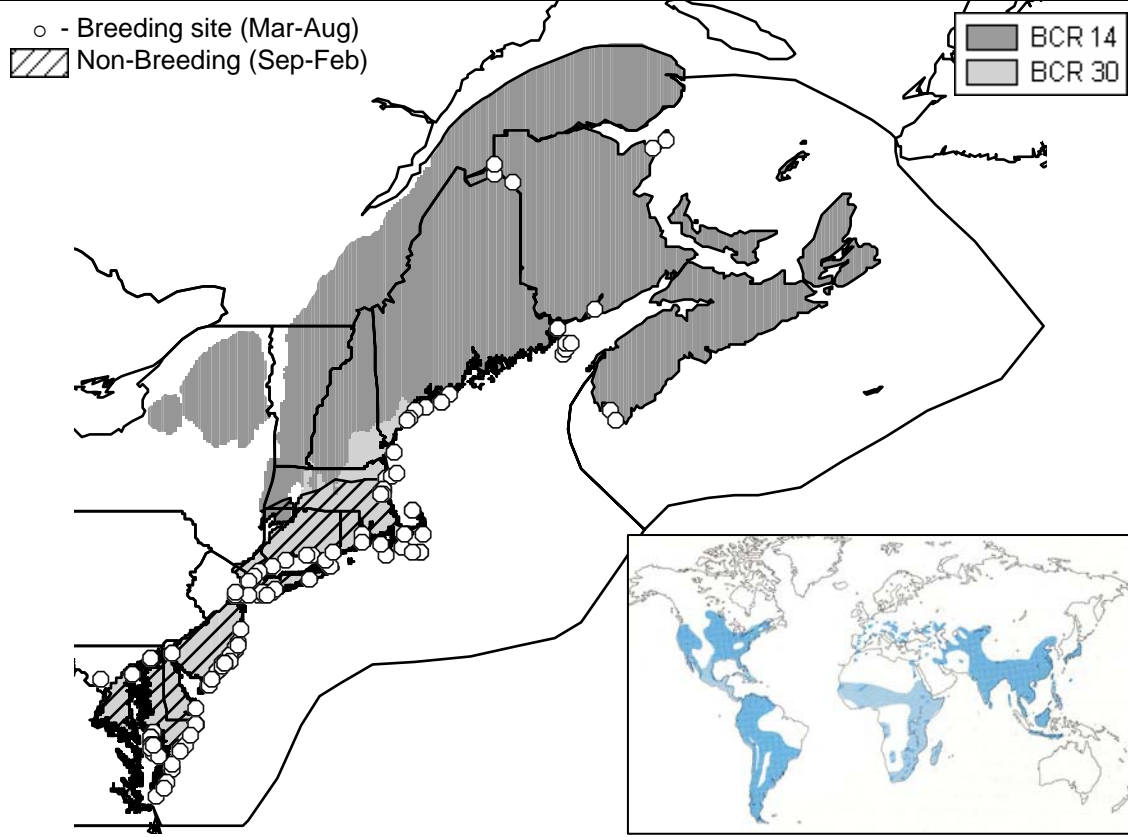 ○ - Breeding site (Mar-Aug)
Non-Breeding (Sep-Feb)
BCR 14
BCR 30